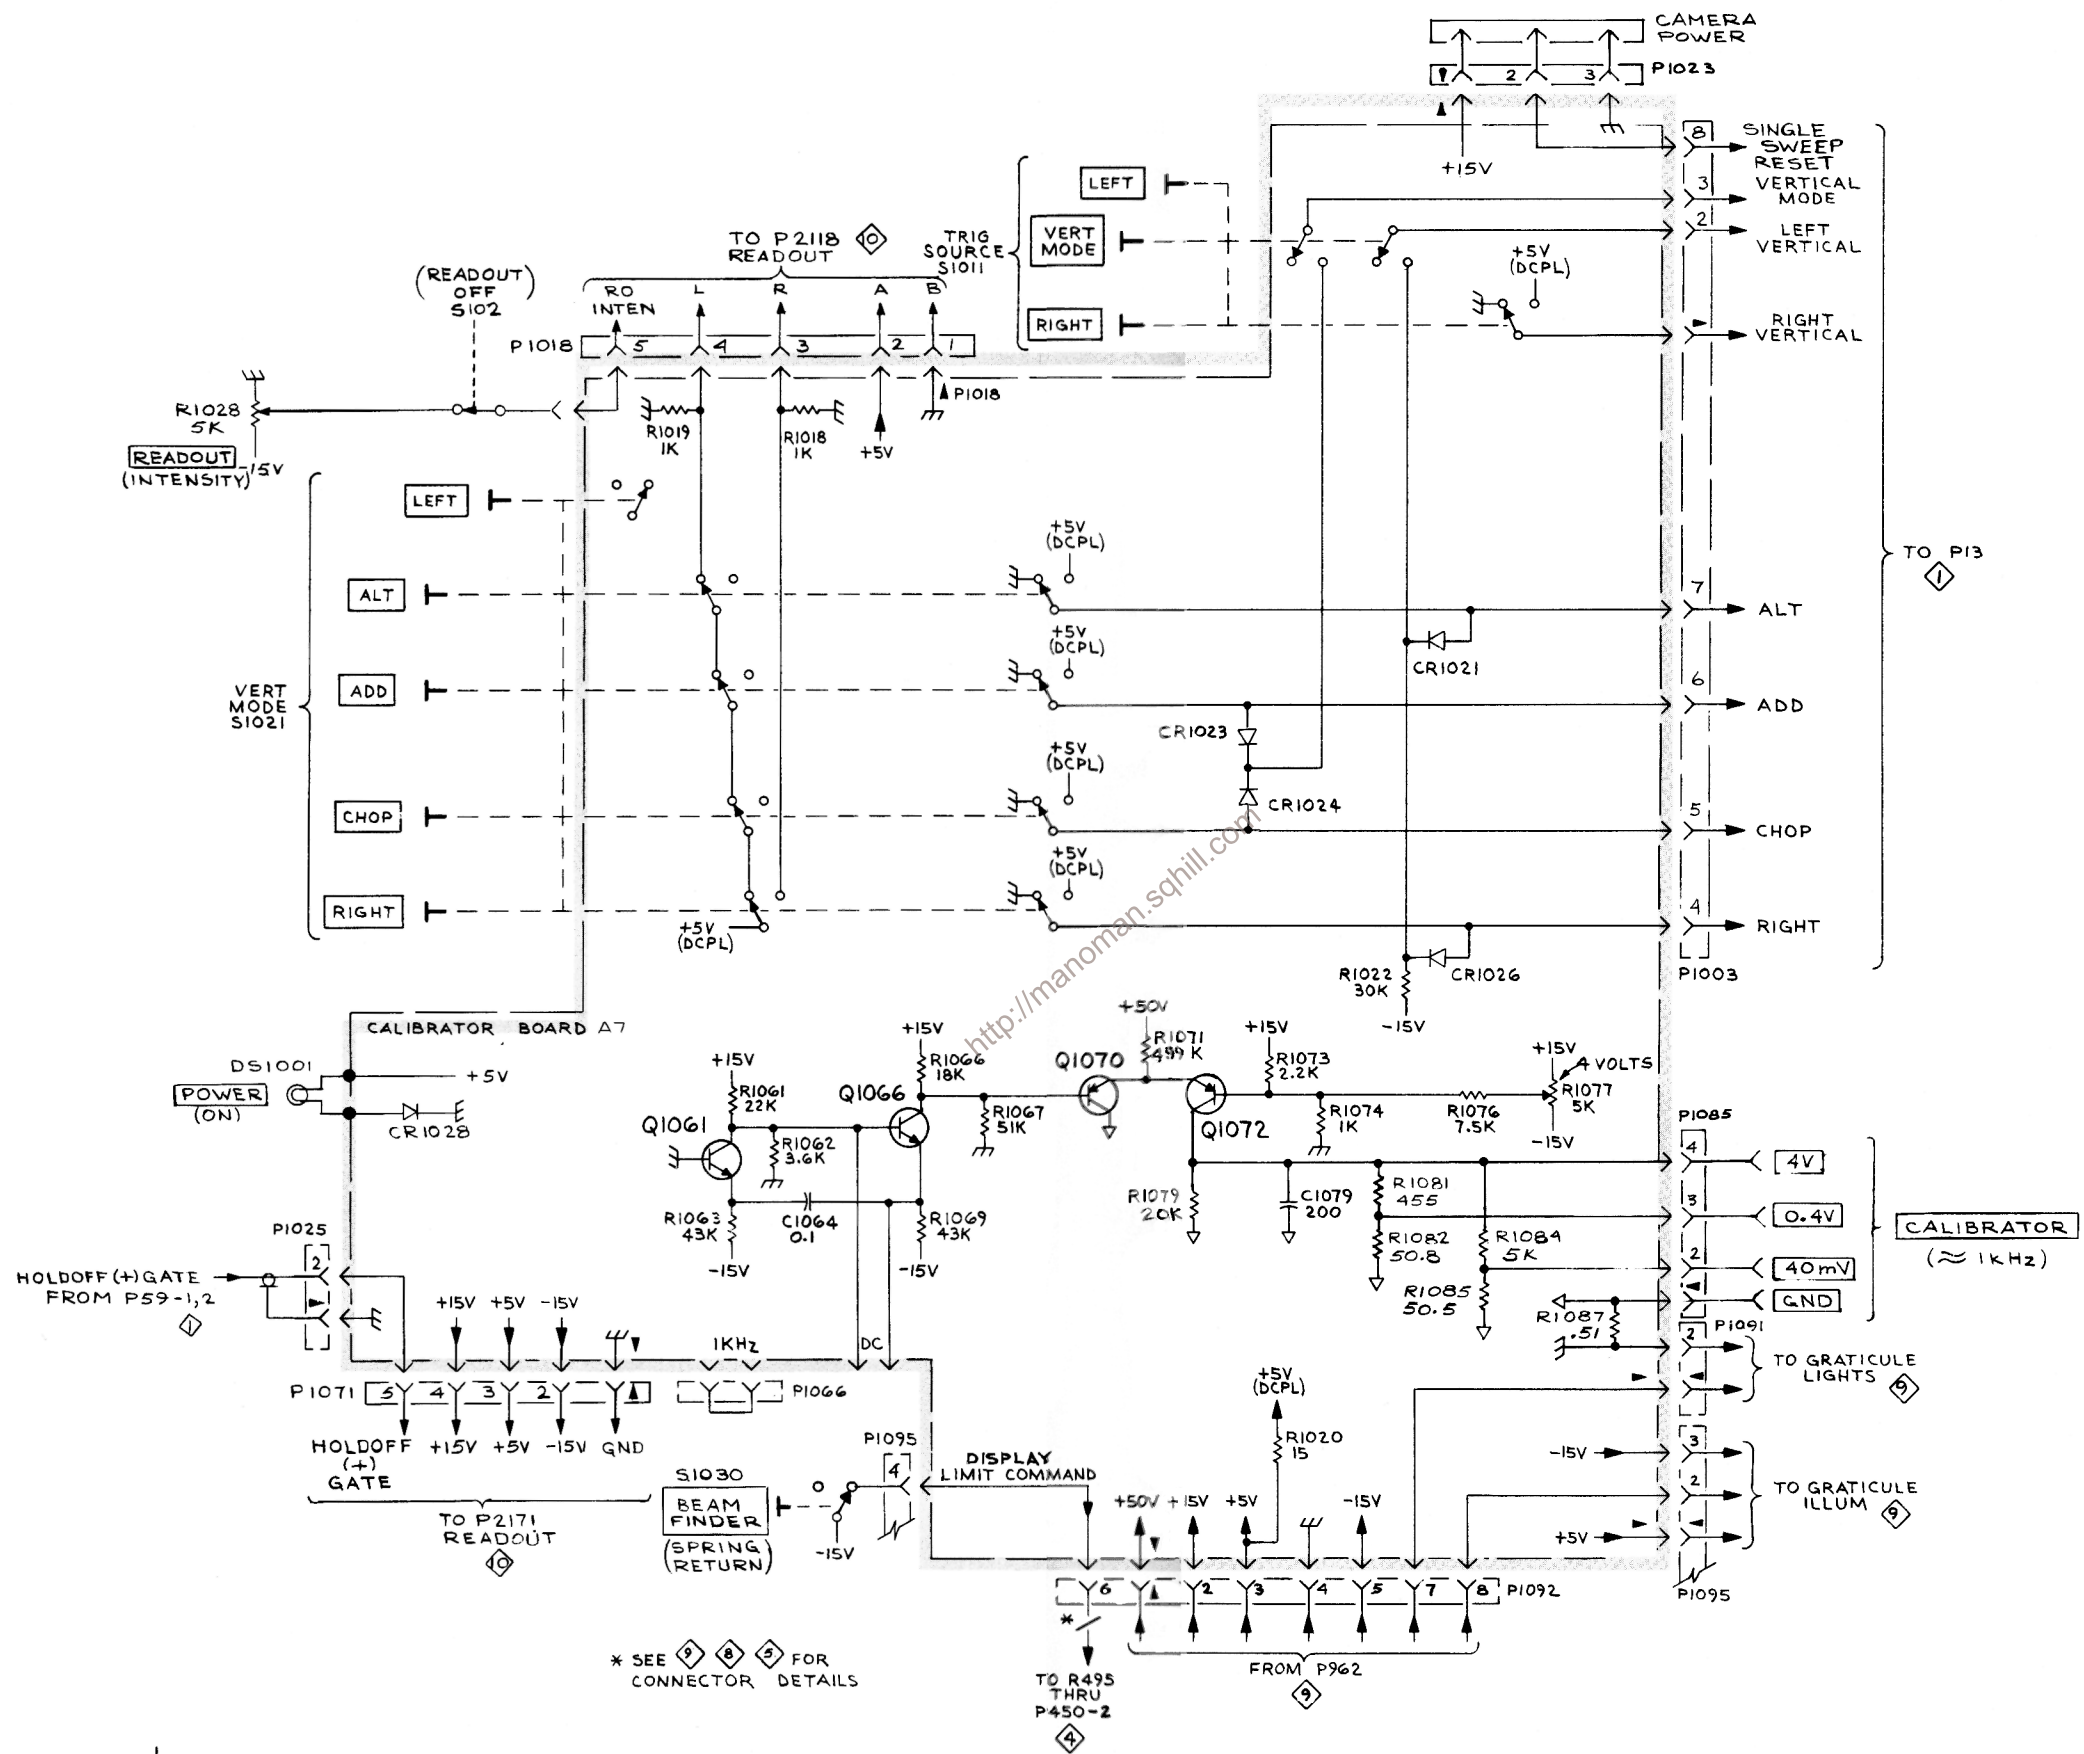 CAMERA
POWER
P1023
2
3
+15V
8
SINGLE
SWEEP
RESET
3
VERTICAL
MODE
2
LEFT
VERTICAL
RIGHT
VERTICAL
TRIG
SOURCE
S1011
LEFT
VERT
MODE
RIGHT
+5V
(DCPL)
TO P2118
READOUT
10
RO
INTEN
L
R
A
B
P1018
5
4
3
2
1
P1018
(READOUT)
OFF
S102
R1028
5K
READOUT
(INTENSITY)
-15V
R1019
1K
R1018
1K
+5V
VERT
MODE
S1021
LEFT
ALT
ADD
CHOP
RIGHT
+5V
(DCPL)
+5V
(DCPL)
+5V
(DCPL)
+5V
(DCPL)
+5V
(DCPL)
CR1021
CR1023
CR1024
CR1026
R1022
30K
-15V
7
ALT
6
ADD
5
CHOP
4
RIGHT
P1003
TO P13
1
http://manoman.sqhill.com
CALIBRATOR BOARD A7
DS1001
POWER
(ON)
+5V
CR1028
+15V
R1061
22K
Q1061
R1062
3.6K
R1063
43K
-15V
C1064
0.1
Q1066
+15V
R1066
18K
R1067
51K
R1069
43K
-15V
Q1070
+50V
R1071
499K
Q1072
+15V
R1073
2.2K
R1074
1K
R1076
7.5K
+15V
4 VOLTS
R1077
5K
-15V
R1079
20K
C1079
200
R1081
455
R1082
50.8
R1084
5K
R1085
50.5
R1087
.51
P1085
4
4V
3
0.4V
2
40mV
GND
CALIBRATOR
(≈ 1KHz)
P1091
2
TO GRATICULE
LIGHTS
9
-15V
3
2
+5V
TO GRATICULE
ILLUM
9
P1095
P1025
2
HOLDOFF (+) GATE
FROM P59-1,2
1
+15V
+5V
-15V
1KHz
DC
P1071
5
4
3
2
P1066
HOLDOFF
(+)
GATE
+15V
+5V
-15V
GND
TO P2171
READOUT
10
S1030
BEAM
FINDER
(SPRING
RETURN)
-15V
P1095
4
DISPLAY
LIMIT COMMAND
+5V
(DCPL)
R1020
15
+50V
+15V
+5V
-15V
6
2
3
4
5
7
8
P1092
*
TO R495
THRU
P450-2
4
FROM P962
9
* SEE 9 8 5 FOR
CONNECTOR DETAILS